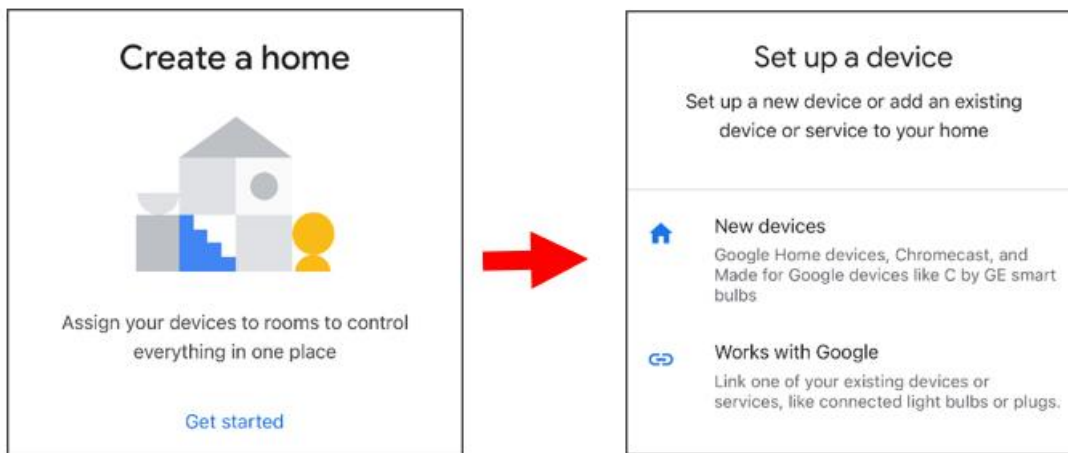 Create a home
Assign your devices to rooms to control
everything in one place
Get started
Set up a device
Set up a new device or add an existing
device or service to your home
New devices
Google Home devices, Chromecast, and
Made for Google devices like C by GE smart
bulbs
Works with Google
Link one of your existing devices or
services, like connected light bulbs or plugs.